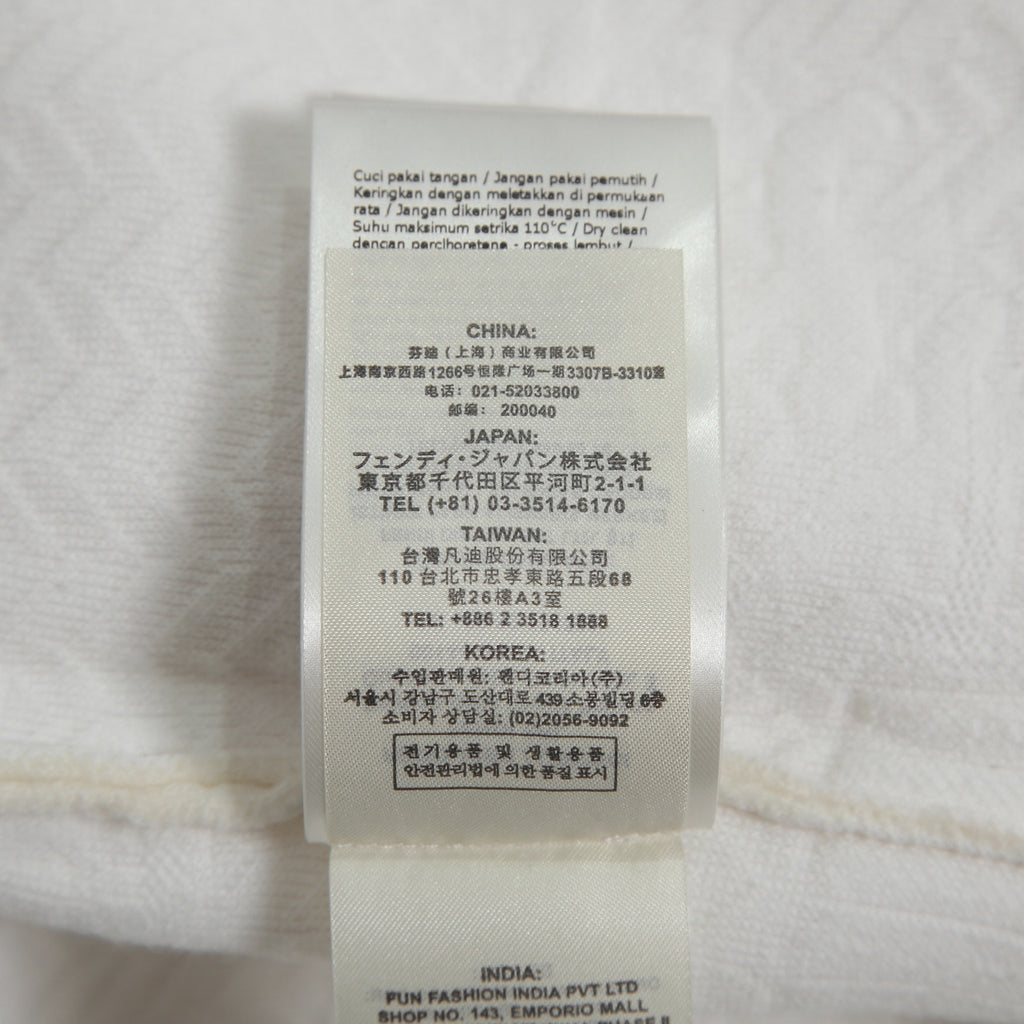 Cuci pakai tangan / Jangan pakai pemutih /
Keringkan dengan meletakkan di permukaan
rata / Jangan dikeringkan dengan mesin /
Suhu maksimum setrika 110°C / Dry clean
dengan perclhoretene - proses lembut /
CHINA:
芬迪（上海）商业有限公司
上海南京西路1266号恒隆广场一期3307B-3310室
电话： 021-52033800
邮编： 200040
JAPAN:
フェンディ・ジャパン株式会社
東京都千代田区平河町2-1-1
TEL (+81) 03-3514-6170
TAIWAN:
台灣凡迪股份有限公司
110 台北市忠孝東路五段68
號26樓A3室
TEL: +886 2 3518 1888
KOREA:
수입판매원: 펜디코리아(주)
서울시 강남구 도산대로 439 소봉빌딩 6층
소비자 상담실: (02)2056-9092
전기용품 및 생활용품
안전관리법에 의한 품질 표시
INDIA:
FUN FASHION INDIA PVT LTD
SHOP NO. 143, EMPORIO MALL
PHASE II